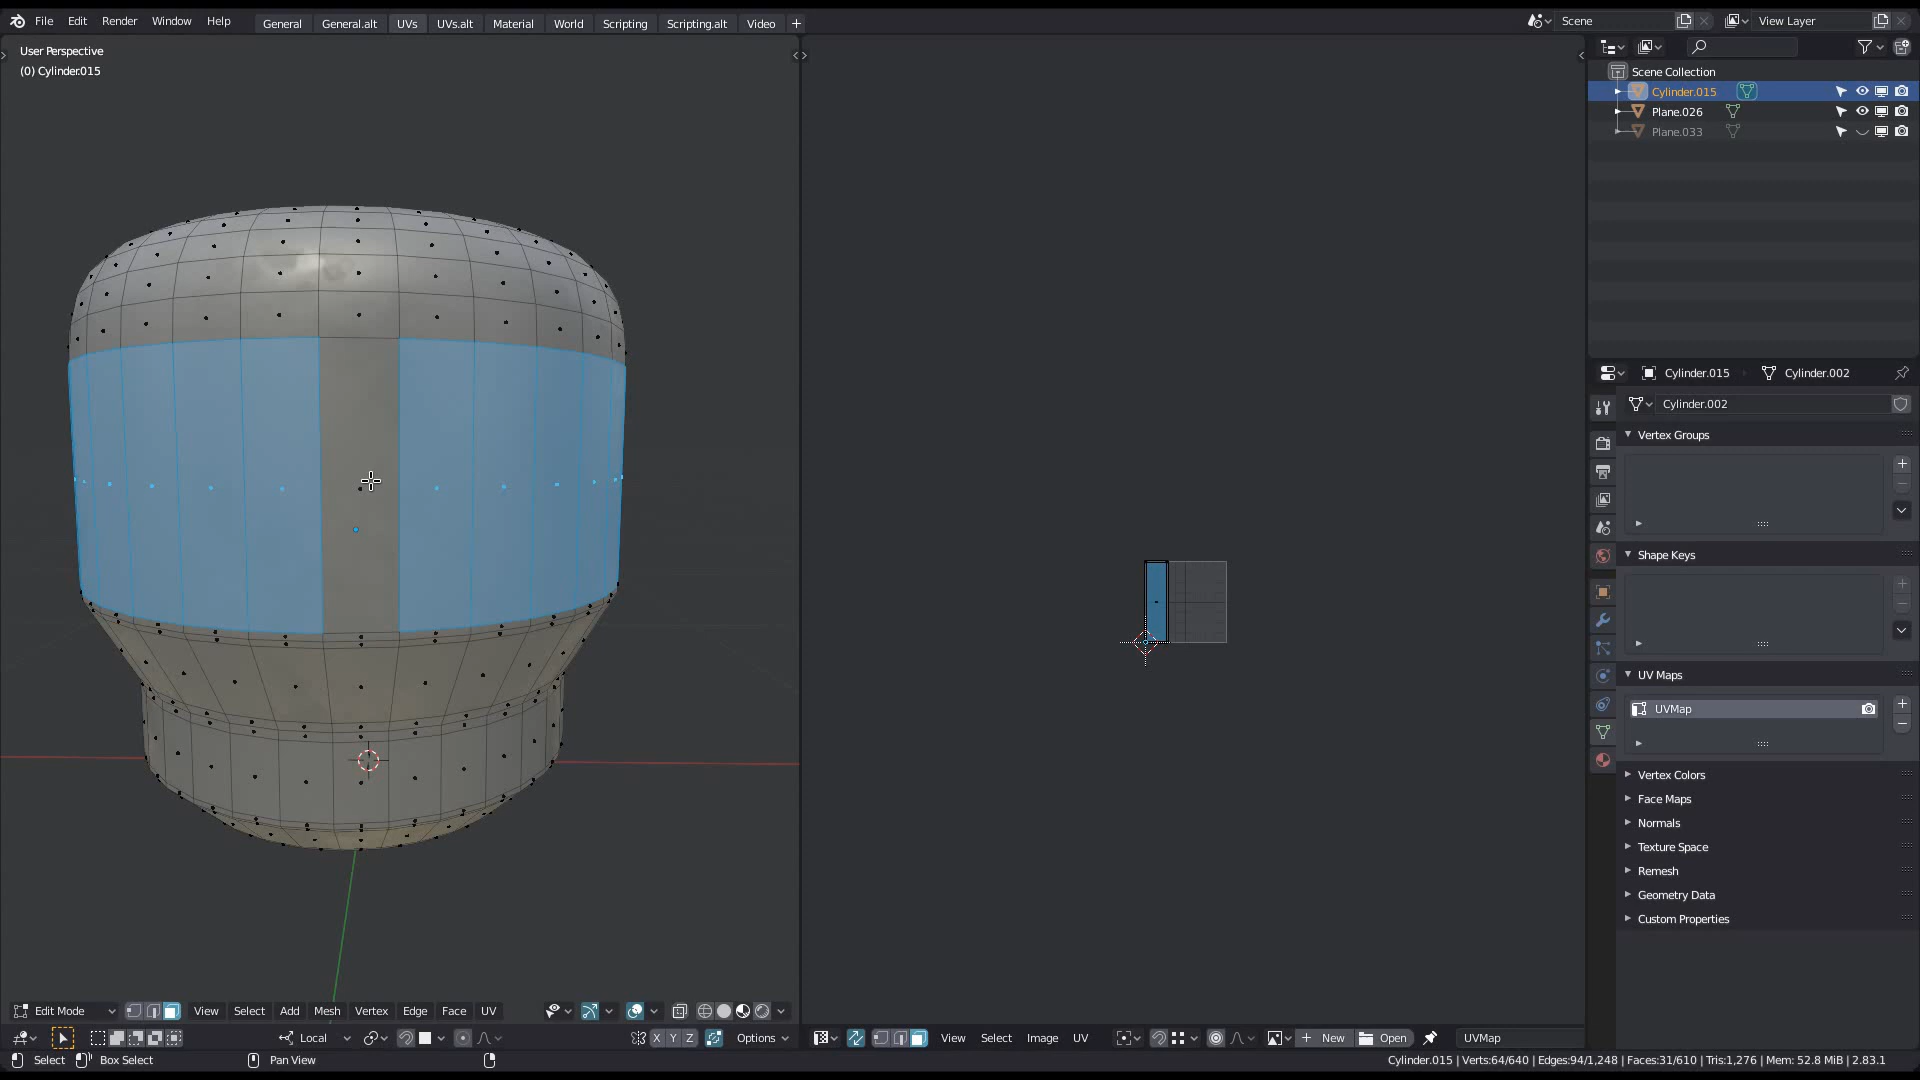 File Edit Render Window Help General General.alt UVs UVs.alt Material World Scripting Scripting.alt Video + Scene View Layer
User Perspective
(0) Cylinder.015
Scene Collection
Cylinder.015
Plane.026
Plane.033
Cylinder.015 Cylinder.002
Cylinder.002
Vertex Groups
Shape Keys
UV Maps
UVMap
Vertex Colors
Face Maps
Normals
Texture Space
Remesh
Geometry Data
Custom Properties
Edit Mode View Select Add Mesh Vertex Edge Face UV
Local X Y Z Options View Select Image UV + New Open UVMap
Select Box Select Pan View Cylinder.015 | Verts:64/640 | Edges:94/1,248 | Faces:31/610 | Tris:1,276 | Mem: 52.8 MiB | 2.83.1